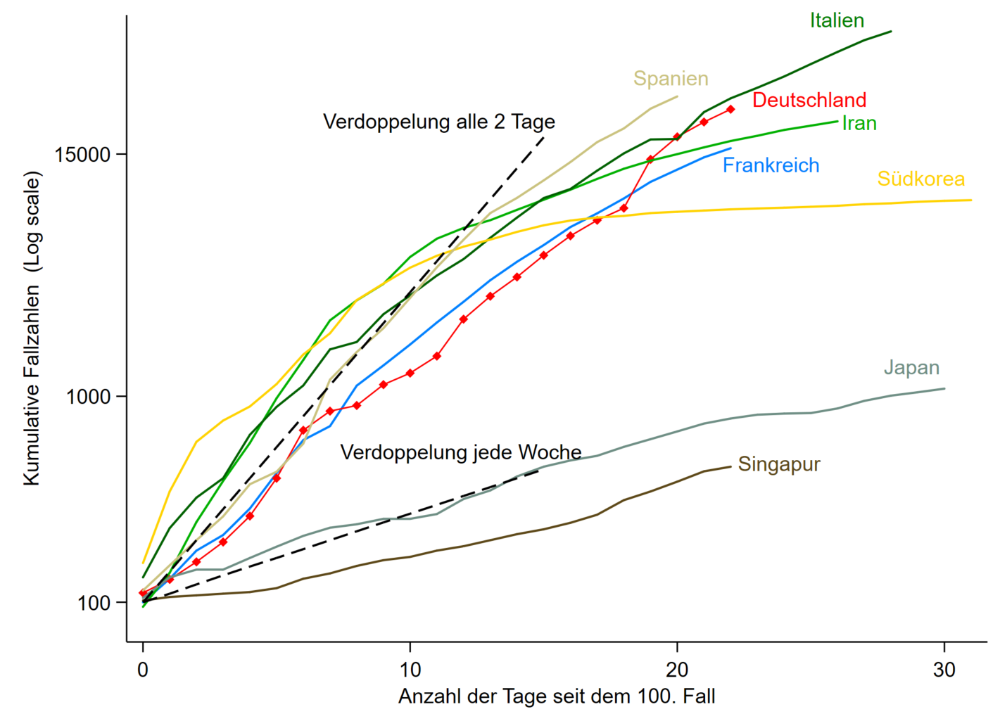 Italien
Spanien
Deutschland
Verdoppelung alle 2 Tage
Iran
15000
Frankreich
Südkorea
Kumulative Fallzahlen (Log scale)
Japan
1000
Verdoppelung jede Woche
Singapur
100
0 10 20 30
Anzahl der Tage seit dem 100. Fall